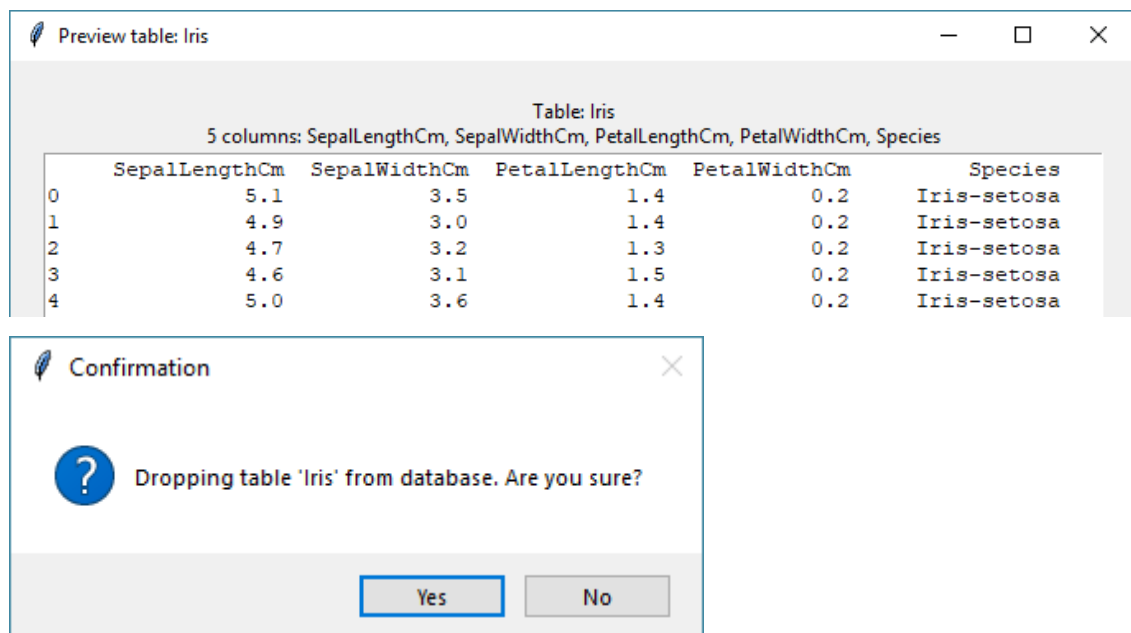 Preview table: Iris
Table: Iris
5 columns: SepalLengthCm, SepalWidthCm, PetalLengthCm, PetalWidthCm, Species
SepalLengthCm SepalWidthCm PetalLengthCm PetalWidthCm Species
0 5.1 3.5 1.4 0.2 Iris-setosa
1 4.9 3.0 1.4 0.2 Iris-setosa
2 4.7 3.2 1.3 0.2 Iris-setosa
3 4.6 3.1 1.5 0.2 Iris-setosa
4 5.0 3.6 1.4 0.2 Iris-setosa
Confirmation
?
Dropping table 'Iris' from database. Are you sure?
Yes No